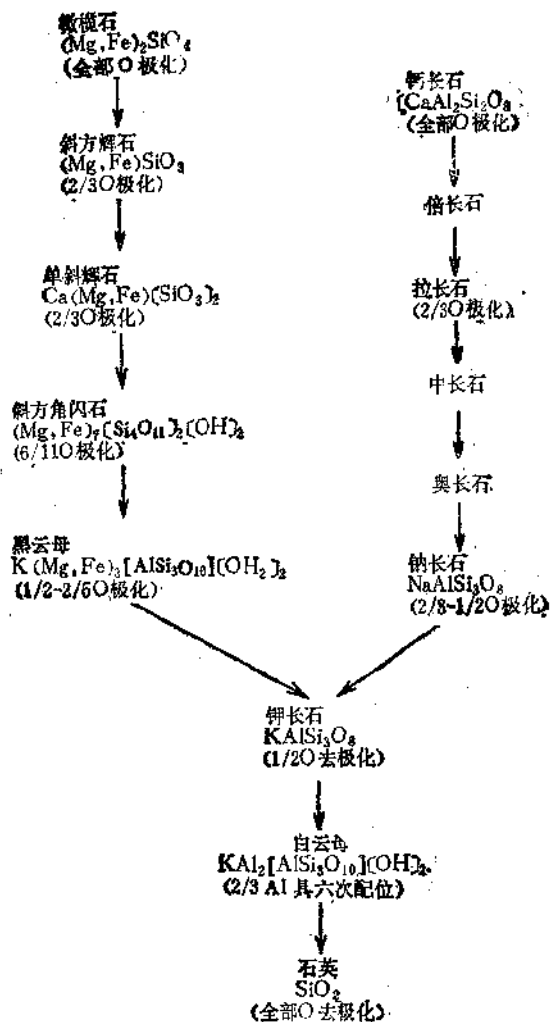 橄榄石
(Mg,Fe)₂SiO₄
(全部O极化)
斜方辉石
(Mg,Fe)SiO₃
(2/3O极化)
单斜辉石
Ca(Mg,Fe)[SiO₃]₂
(2/3O极化)
斜方角闪石
(Mg,Fe)₇[Si₄O₁₁]₂[OH]₂
(6/11O极化)
黑云母
K(Mg,Fe)₃[AlSi₃O₁₀][OH₂]₂
(1/2-2/5O极化)
钙长石
[CaAl₂Si₂O₈
(全部O极化)
倍长石
拉长石
(2/3O极化)
中长石
奥长石
钠长石
NaAlSi₃O₈
(2/8-1/2O极化)
钾长石
KAlSi₃O₈
(1/2O去极化)
白云母
KAl₂[AlSi₃O₁₀][OH]₂
(2/3 Al具六次配位)
石英
SiO₂
(全部O去极化)